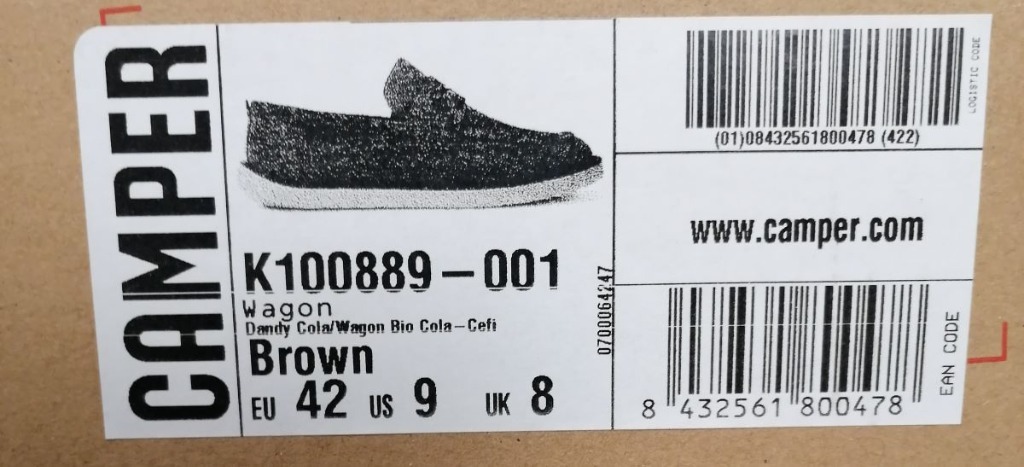 CAMPER
K100889-001
Wagon
Dandy Cola/Wagon Bio Cola-Cefi
Brown
EU 42 US 9 UK 8
0700064247
(01)08432561800478 (422)
LOGISTIC CODE
www.camper.com
8 432561 800478
EAN CODE